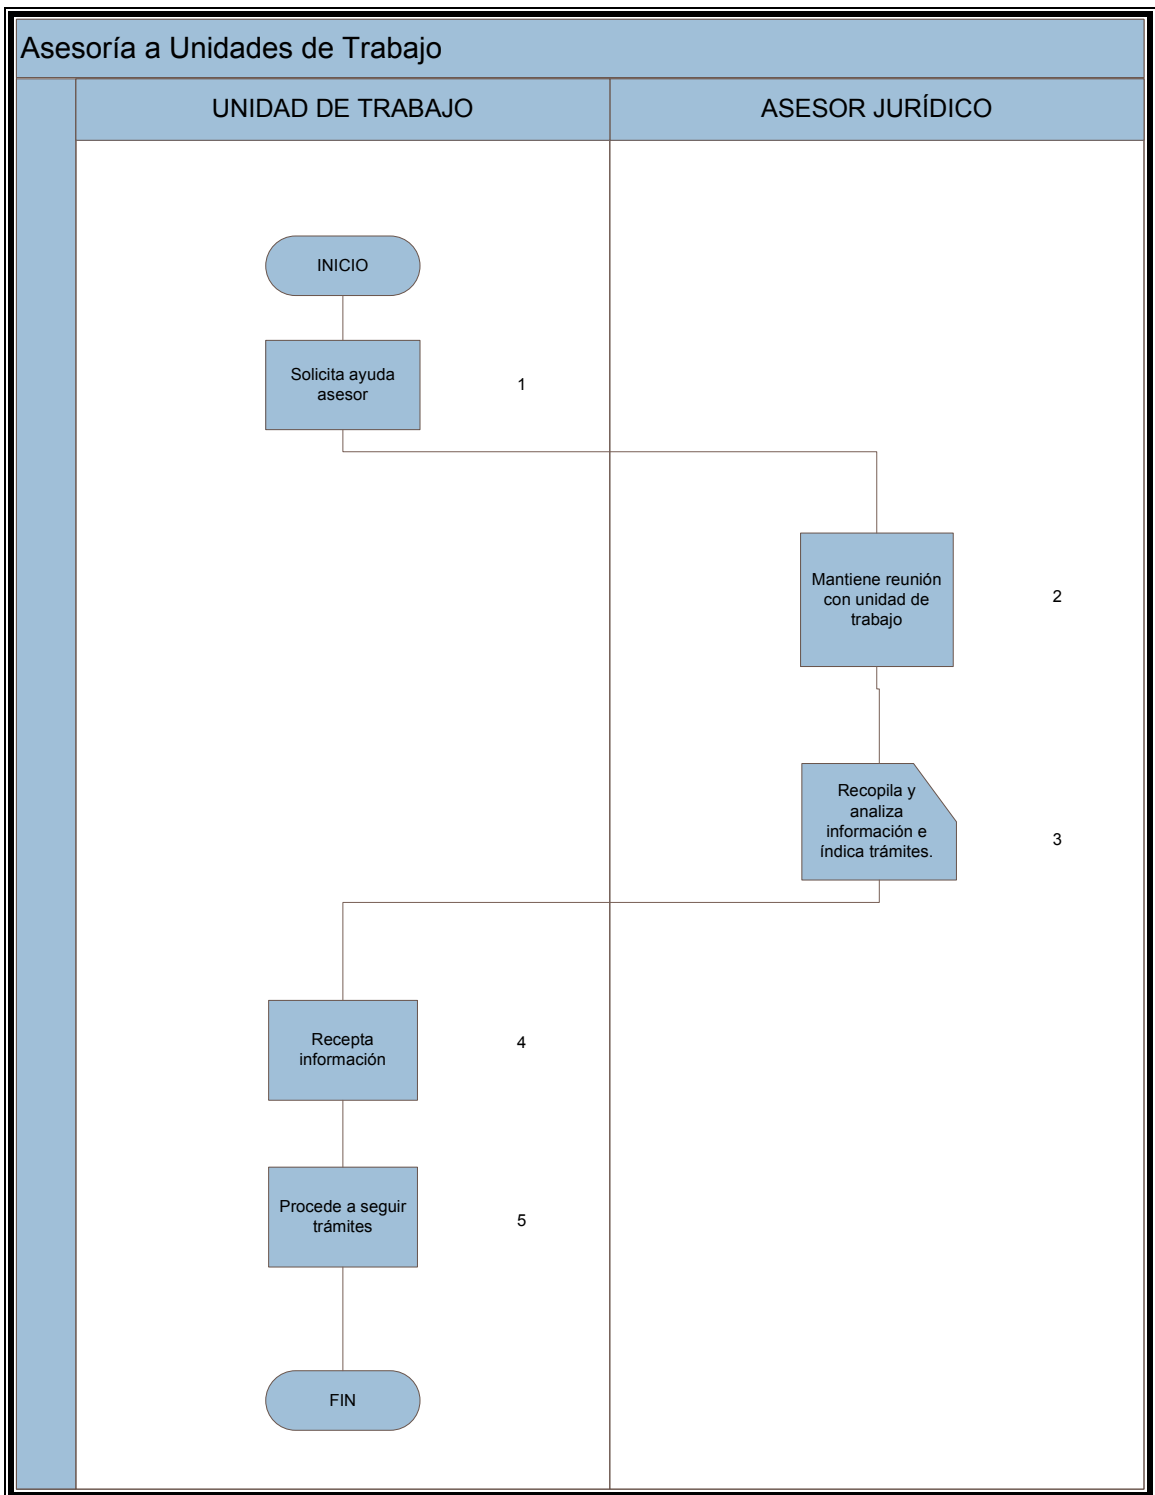 Asesoría a Unidades de Trabajo
UNIDAD DE TRABAJO
ASESOR JURÍDICO
INICIO
Solicita ayuda
asesor
1
Mantiene reunión
con unidad de
trabajo
2
Recopila y
analiza
información e
índica trámites.
3
Recepta
información
4
Procede a seguir
trámites
5
FIN